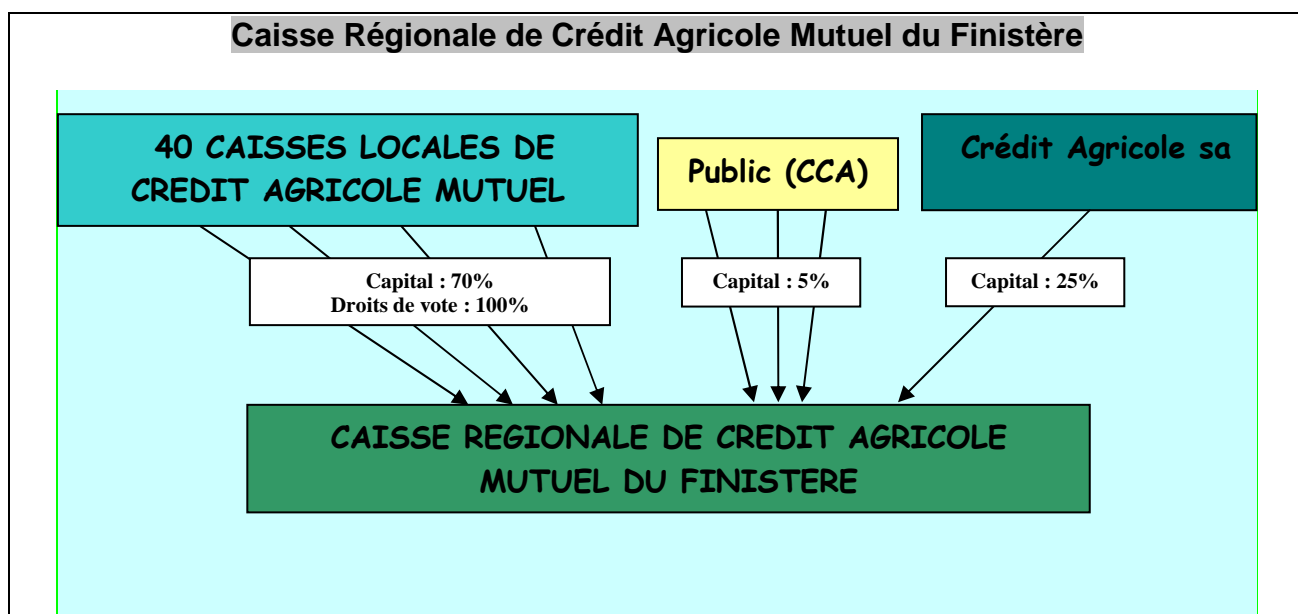 Caisse Régionale de Crédit Agricole Mutuel du Finistère
40 CAISSES LOCALES DE
CREDIT AGRICOLE MUTUEL
Public (CCA)
Crédit Agricole sa
Capital : 70%
Droits de vote : 100%
Capital : 5%
Capital : 25%
CAISSE REGIONALE DE CREDIT AGRICOLE
MUTUEL DU FINISTERE